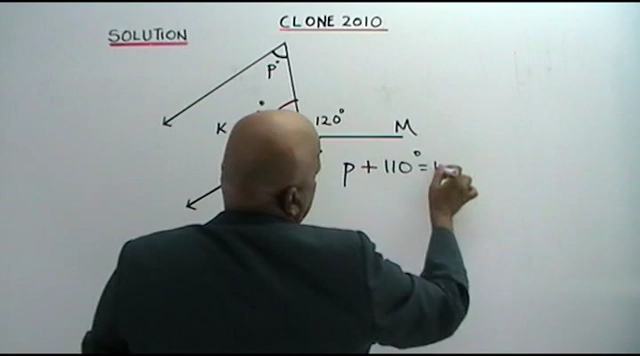 CLONE 2010
SOLUTION
p°
120°
K
M
p + 110° =